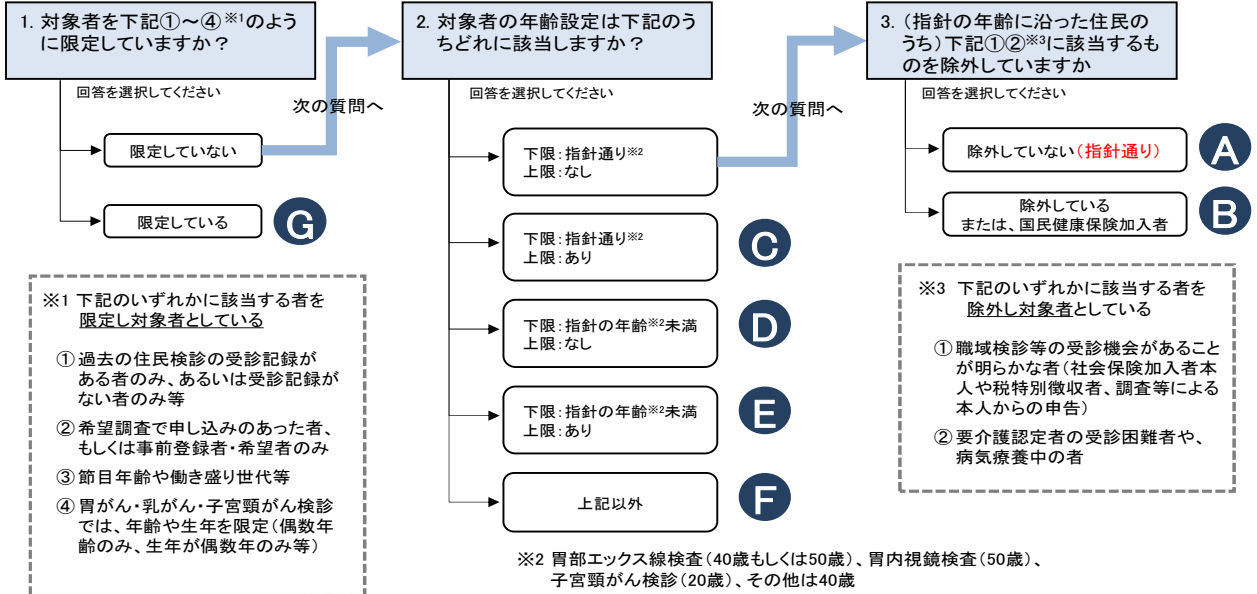 1. 対象者を下記①～④※1のよう
に限定していますか？
回答を選択してください
限定していない
限定している
G
次の質問へ
※1 下記のいずれかに該当する者を
限定し対象者としている
① 過去の住民検診の受診記録が
ある者のみ、あるいは受診記録が
ない者のみ等
② 希望調査で申し込みのあった者、
もしくは事前登録者・希望者のみ
③ 節目年齢や働き盛り世代等
④ 胃がん・乳がん・子宮頸がん検診
では、年齢や生年を限定（偶数年
齢のみ、生年が偶数年のみ等）
2. 対象者の年齢設定は下記のう
ちどれに該当しますか？
回答を選択してください
下限：指針通り※2
上限：なし
次の質問へ
下限：指針通り※2
上限：あり
C
下限：指針の年齢※2未満
上限：なし
D
下限：指針の年齢※2未満
上限：あり
E
上記以外
F
※2 胃部エックス線検査（40歳もしくは50歳）、胃内視鏡検査（50歳）、
子宮頸がん検診（20歳）、その他は40歳
3. （指針の年齢に沿った住民の
うち）下記①②※3に該当するも
のを除外していますか
回答を選択してください
除外していない（指針通り）
A
除外している
または、国民健康保険加入者
B
※3 下記のいずれかに該当する者を
除外し対象者としている
① 職域検診等の受診機会があること
が明らかな者（社会保険加入者本
人や税特別徴収者、調査等による
本人からの申告）
② 要介護認定者の受診困難者や、
病気療養中の者